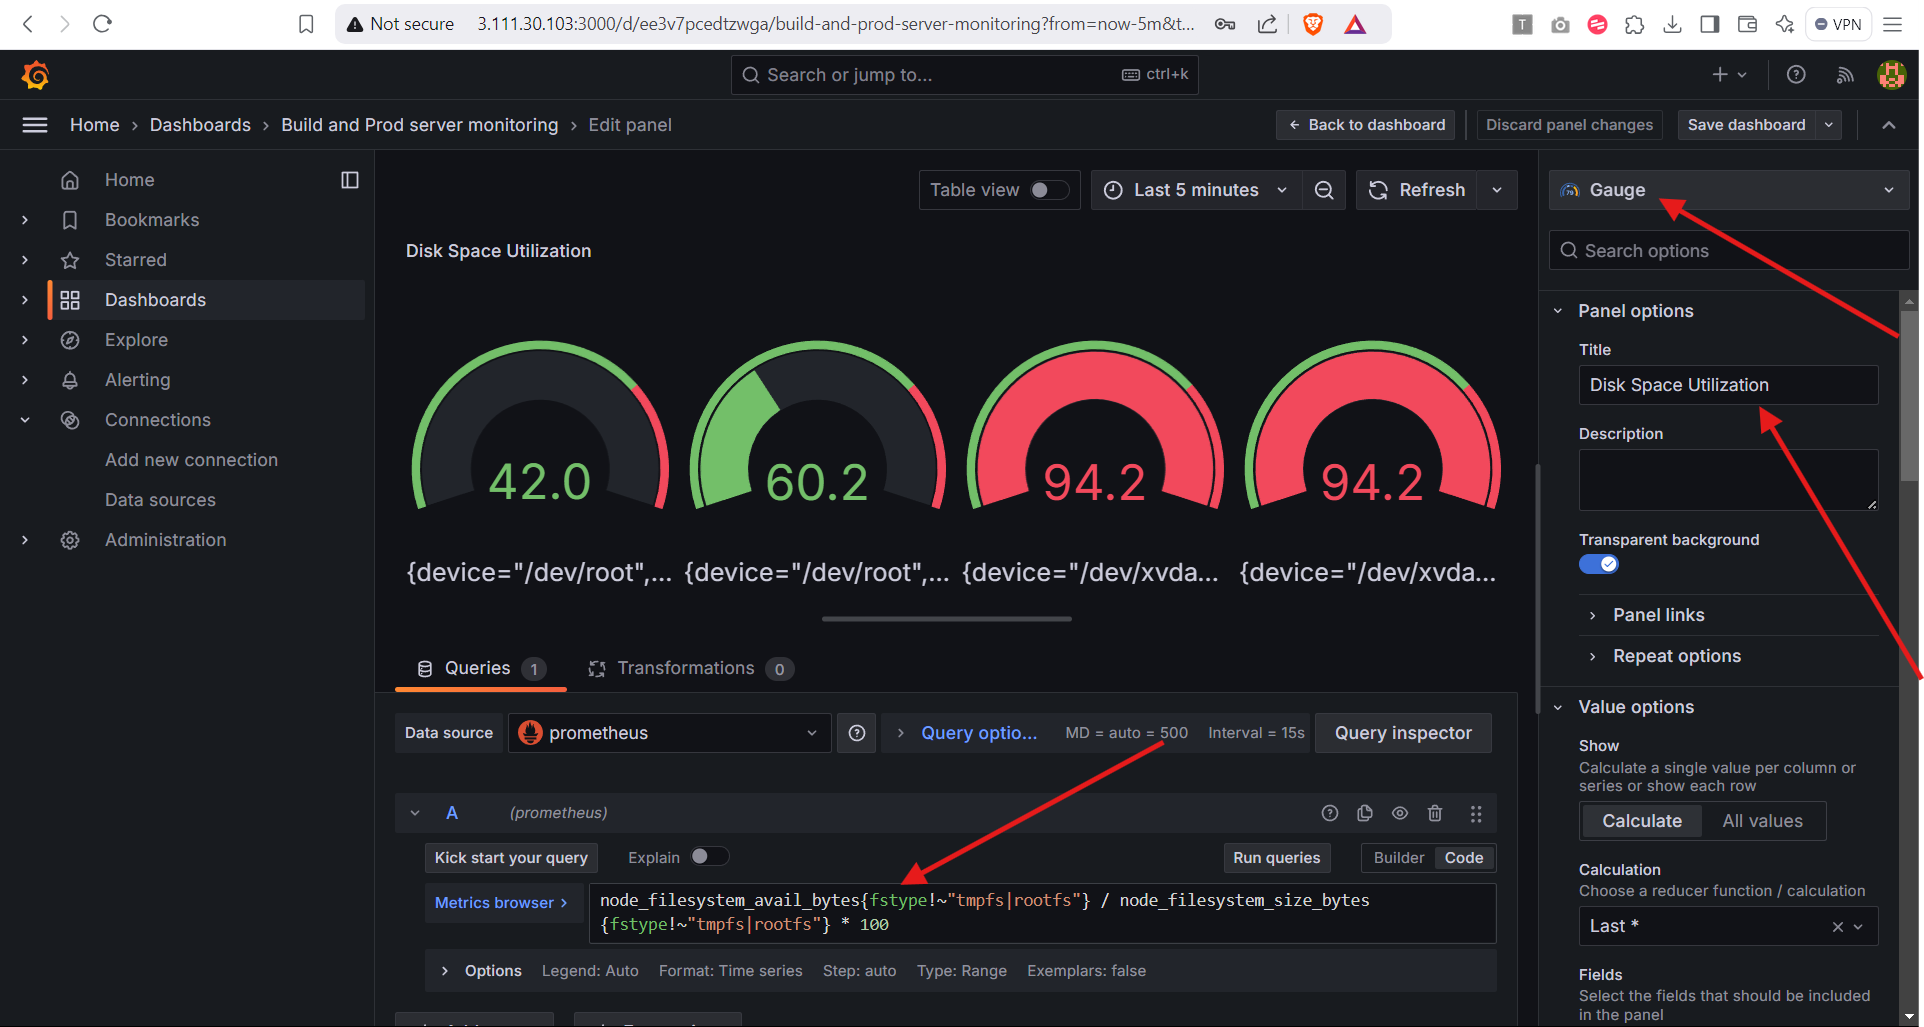 Not secure 3.111.30.103:3000/d/ee3v7pcedtzwga/build-and-prod-server-monitoring?from=now-5m&t...
T
VPN
Search or jump to...
ctrl+k
Home › Dashboards › Build and Prod server monitoring › Edit panel
← Back to dashboard
Discard panel changes
Save dashboard
Home
Bookmarks
Starred
Dashboards
Explore
Alerting
Connections
Add new connection
Data sources
Administration
Table view
Last 5 minutes
Refresh
Disk Space Utilization
42.0
60.2
94.2
94.2
{device="/dev/root",...
{device="/dev/root",...
{device="/dev/xvda...
{device="/dev/xvda...
Queries 1
Transformations 0
Data source
prometheus
Query optio...
MD = auto = 500
Interval = 15s
Query inspector
A (prometheus)
Kick start your query
Explain
Run queries
Builder
Code
Metrics browser >
node_filesystem_avail_bytes{fstype!~"tmpfs|rootfs"} / node_filesystem_size_bytes
{fstype!~"tmpfs|rootfs"} * 100
Options
Legend: Auto
Format: Time series
Step: auto
Type: Range
Exemplars: false
79
Gauge
Search options
Panel options
Title
Disk Space Utilization
Description
Transparent background
Panel links
Repeat options
Value options
Show
Calculate a single value per column or
series or show each row
Calculate
All values
Calculation
Choose a reducer function / calculation
Last *
Fields
Select the fields that should be included
in the panel